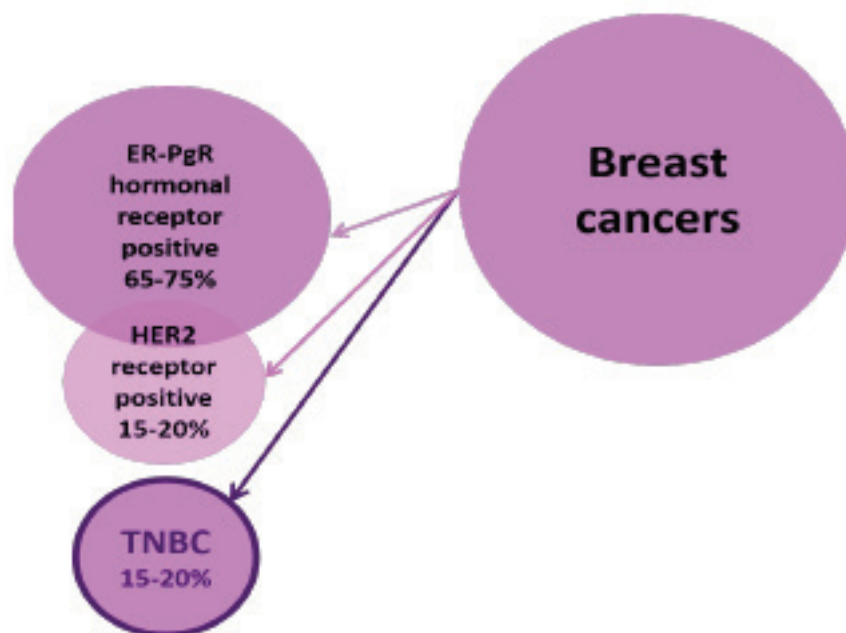 Breast
cancers
ER-PgR
hormonal
receptor
positive
65-75%
HER2
receptor
positive
15-20%
TNBC
15-20%